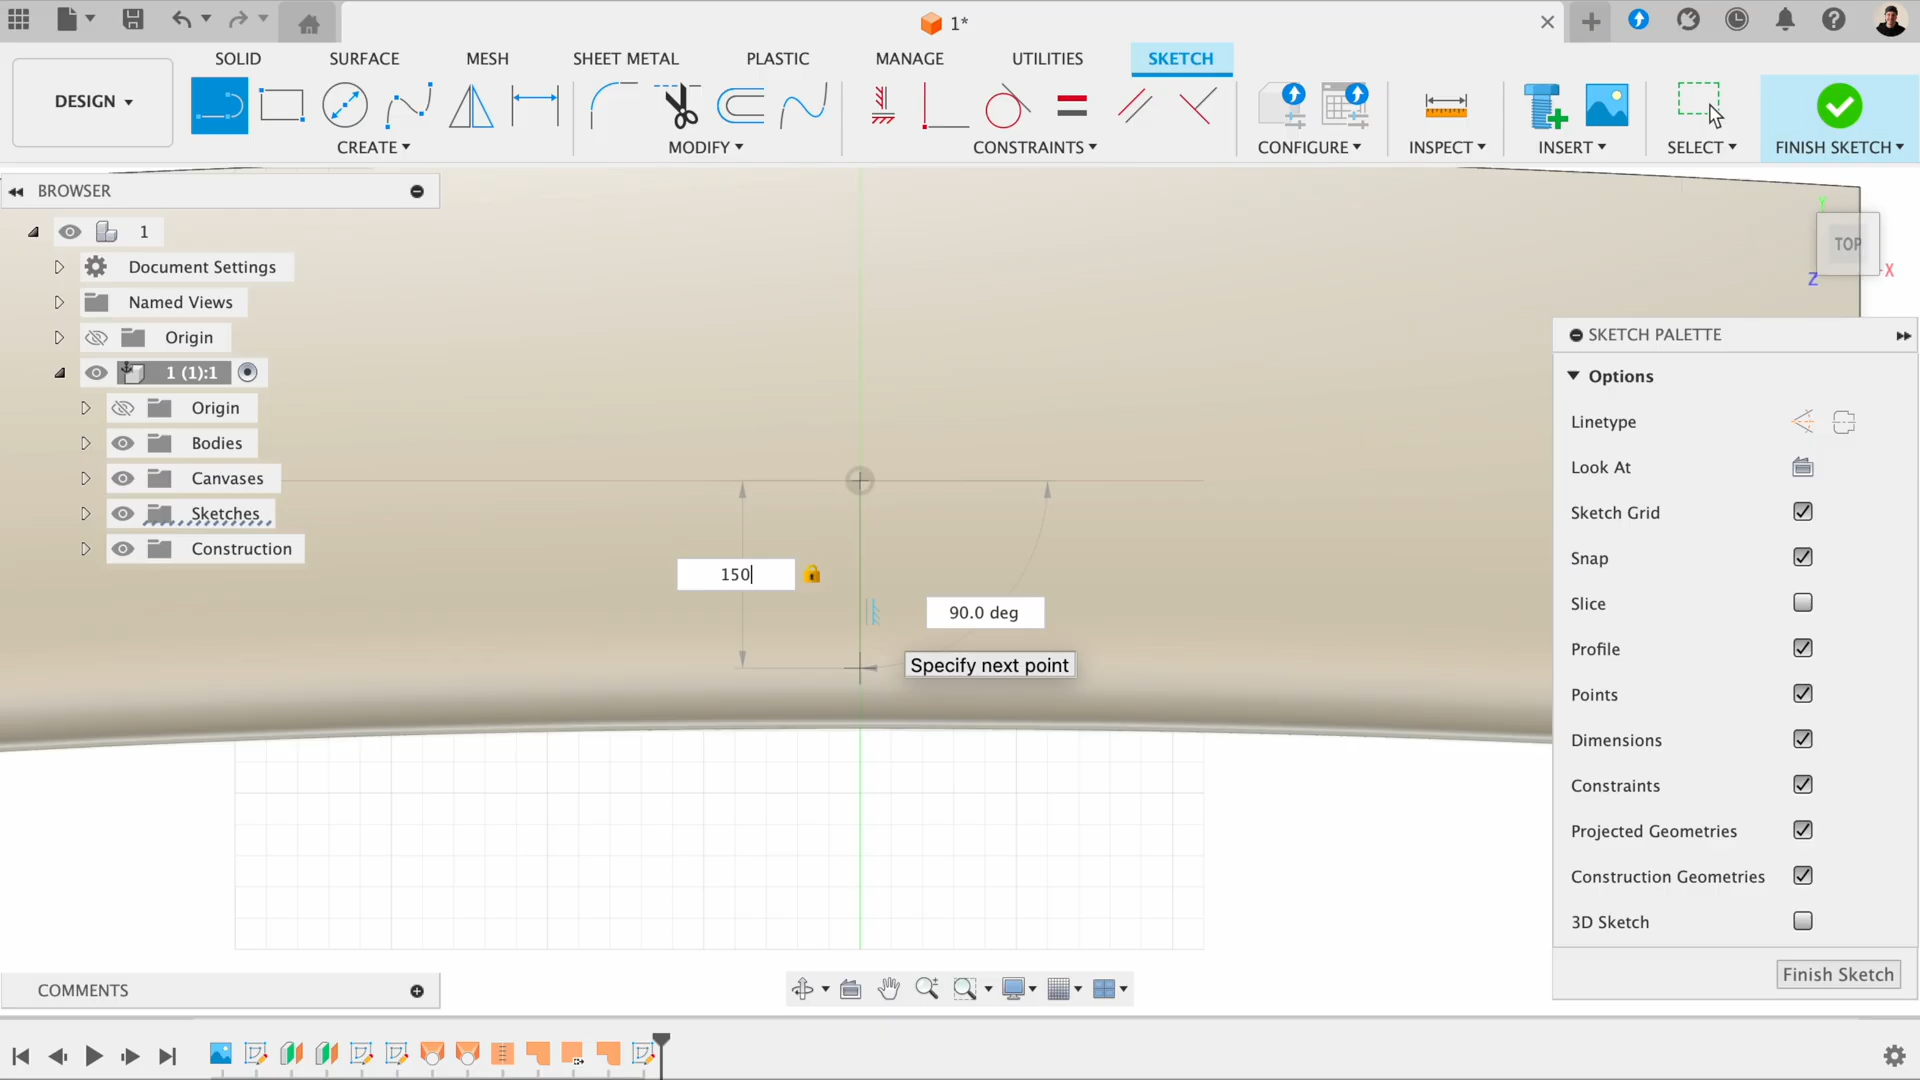 1*
SOLID SURFACE MESH SHEET METAL PLASTIC MANAGE UTILITIES SKETCH
DESIGN
CREATE MODIFY CONSTRAINTS CONFIGURE INSPECT INSERT SELECT FINISH SKETCH
BROWSER
1
Document Settings
Named Views
Origin
1 (1):1
Origin
Bodies
Canvases
Sketches
Construction
Y
TOP
Z
X
150
90.0 deg
Specify next point
SKETCH PALETTE
Options
Linetype
Look At
Sketch Grid
Snap
Slice
Profile
Points
Dimensions
Constraints
Projected Geometries
Construction Geometries
3D Sketch
Finish Sketch
COMMENTS